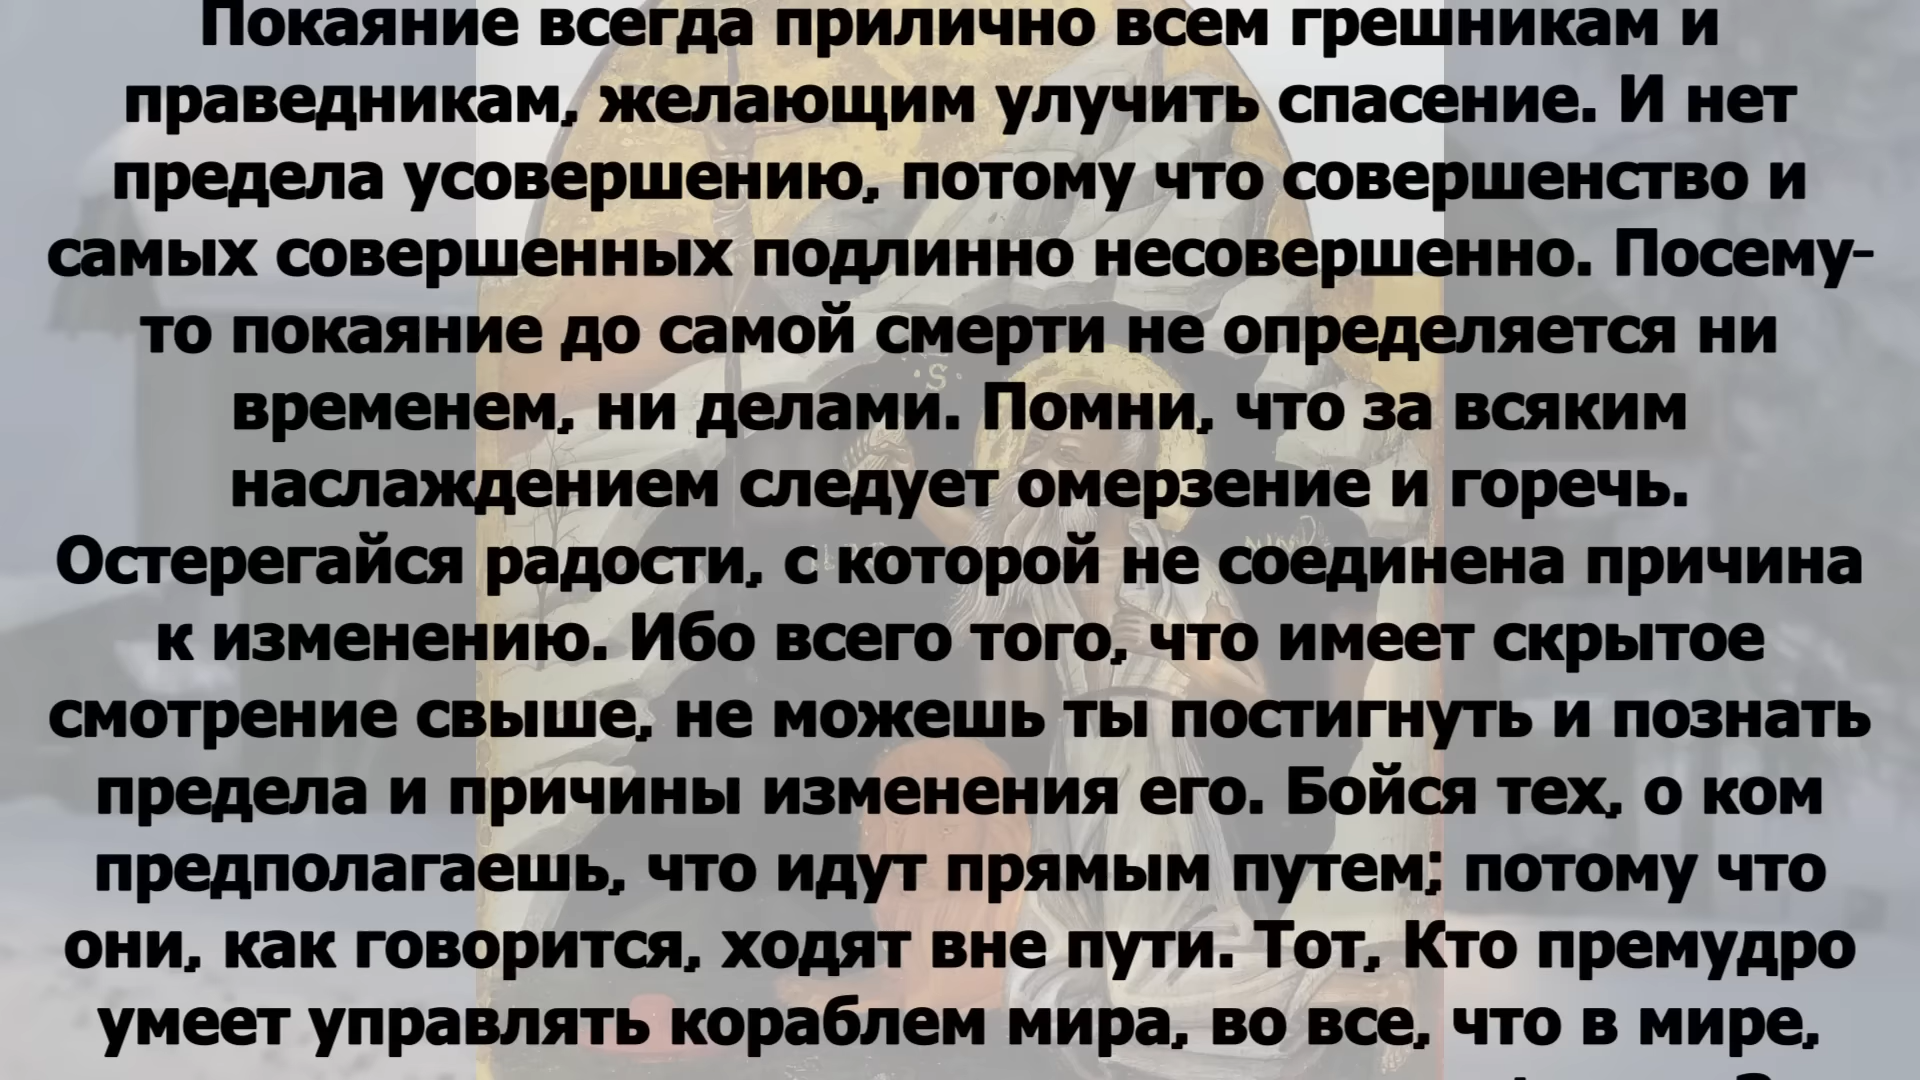 Покаяние всегда прилично всем грешникам и
праведникам, желающим улучить спасение. И нет
предела усовершению, потому что совершенство и
самых совершенных подлинно несовершенно. Посему-
то покаяние до самой смерти не определяется ни
временем, ни делами. Помни, что за всяким
наслаждением следует омерзение и горечь.
Остерегайся радости, с которой не соединена причина
к изменению. Ибо всего того, что имеет скрытое
смотрение свыше, не можешь ты постигнуть и познать
предела и причины изменения его. Бойся тех, о ком
предполагаешь, что идут прямым путем; потому что
они, как говорится, ходят вне пути. Тот, Кто премудро
умеет управлять кораблем мира, во все, что в мире,